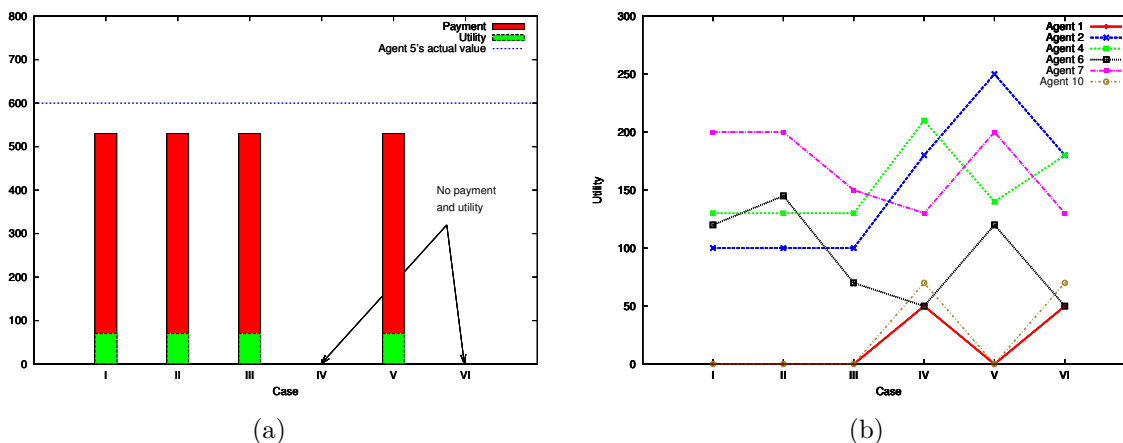 800
700
600
500
400
300
200
100
0
Payment
Utility
Agent 5's actual value
No payment
and utility
I II III IV V VI
Case
(a)
300
250
200
150
100
50
0
Utility
Agent 1
Agent 2
Agent 4
Agent 6
Agent 7
Agent 10
I II III IV V VI
Case
(b)